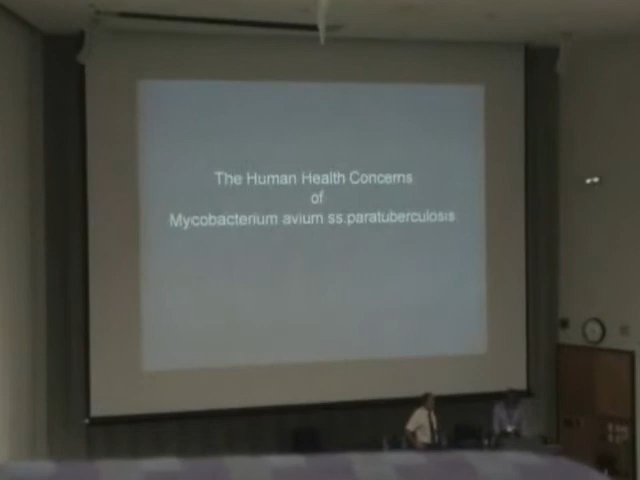 The Human Health Concerns
of
Mycobacterium avium ss.paratuberculosis